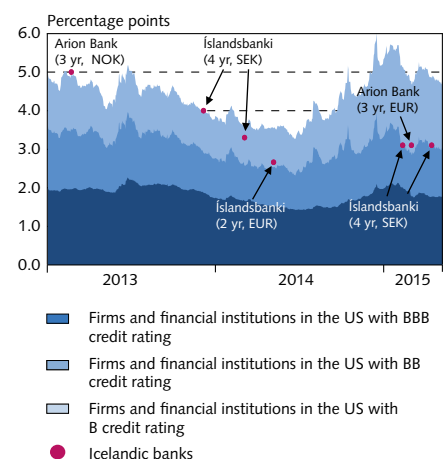 Percentage points
6.0
5.0
4.0
3.0
2.0
1.0
0.0
Arion Bank
(3 yr, NOK)
Íslandsbanki
(4 yr, SEK)
Arion Bank
(3 yr, EUR)
Íslandsbanki
(2 yr, EUR)
Íslandsbanki
(4 yr, SEK)
2013
2014
2015
Firms and financial institutions in the US with BBB
credit rating
Firms and financial institutions in the US with BB
credit rating
Firms and financial institutions in the US with
B credit rating
Icelandic banks